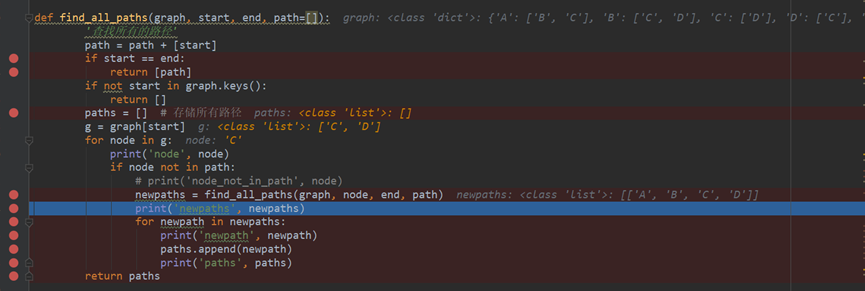 def find_all_paths(graph, start, end, path=[]):  graph: <class 'dict'>: {'A': ['B', 'C'], 'B': ['C', 'D'], 'C': ['D'], 'D': ['C'],
    '查找所有的路径'
    path = path + [start]
    if start == end:
        return [path]
    if not start in graph.keys():
        return []
    paths = []  # 存储所有路径  paths: <class 'list'>: []
    g = graph[start]  g: <class 'list'>: ['C', 'D']
    for node in g:  node: 'C'
        print('node', node)
        if node not in path:
            # print('node_not_in_path', node)
            newpaths = find_all_paths(graph, node, end, path)  newpaths: <class 'list'>: [['A', 'B', 'C', 'D']]
            print('newpaths', newpaths)
            for newpath in newpaths:
                print('newpath', newpath)
                paths.append(newpath)
                print('paths', paths)
    return paths